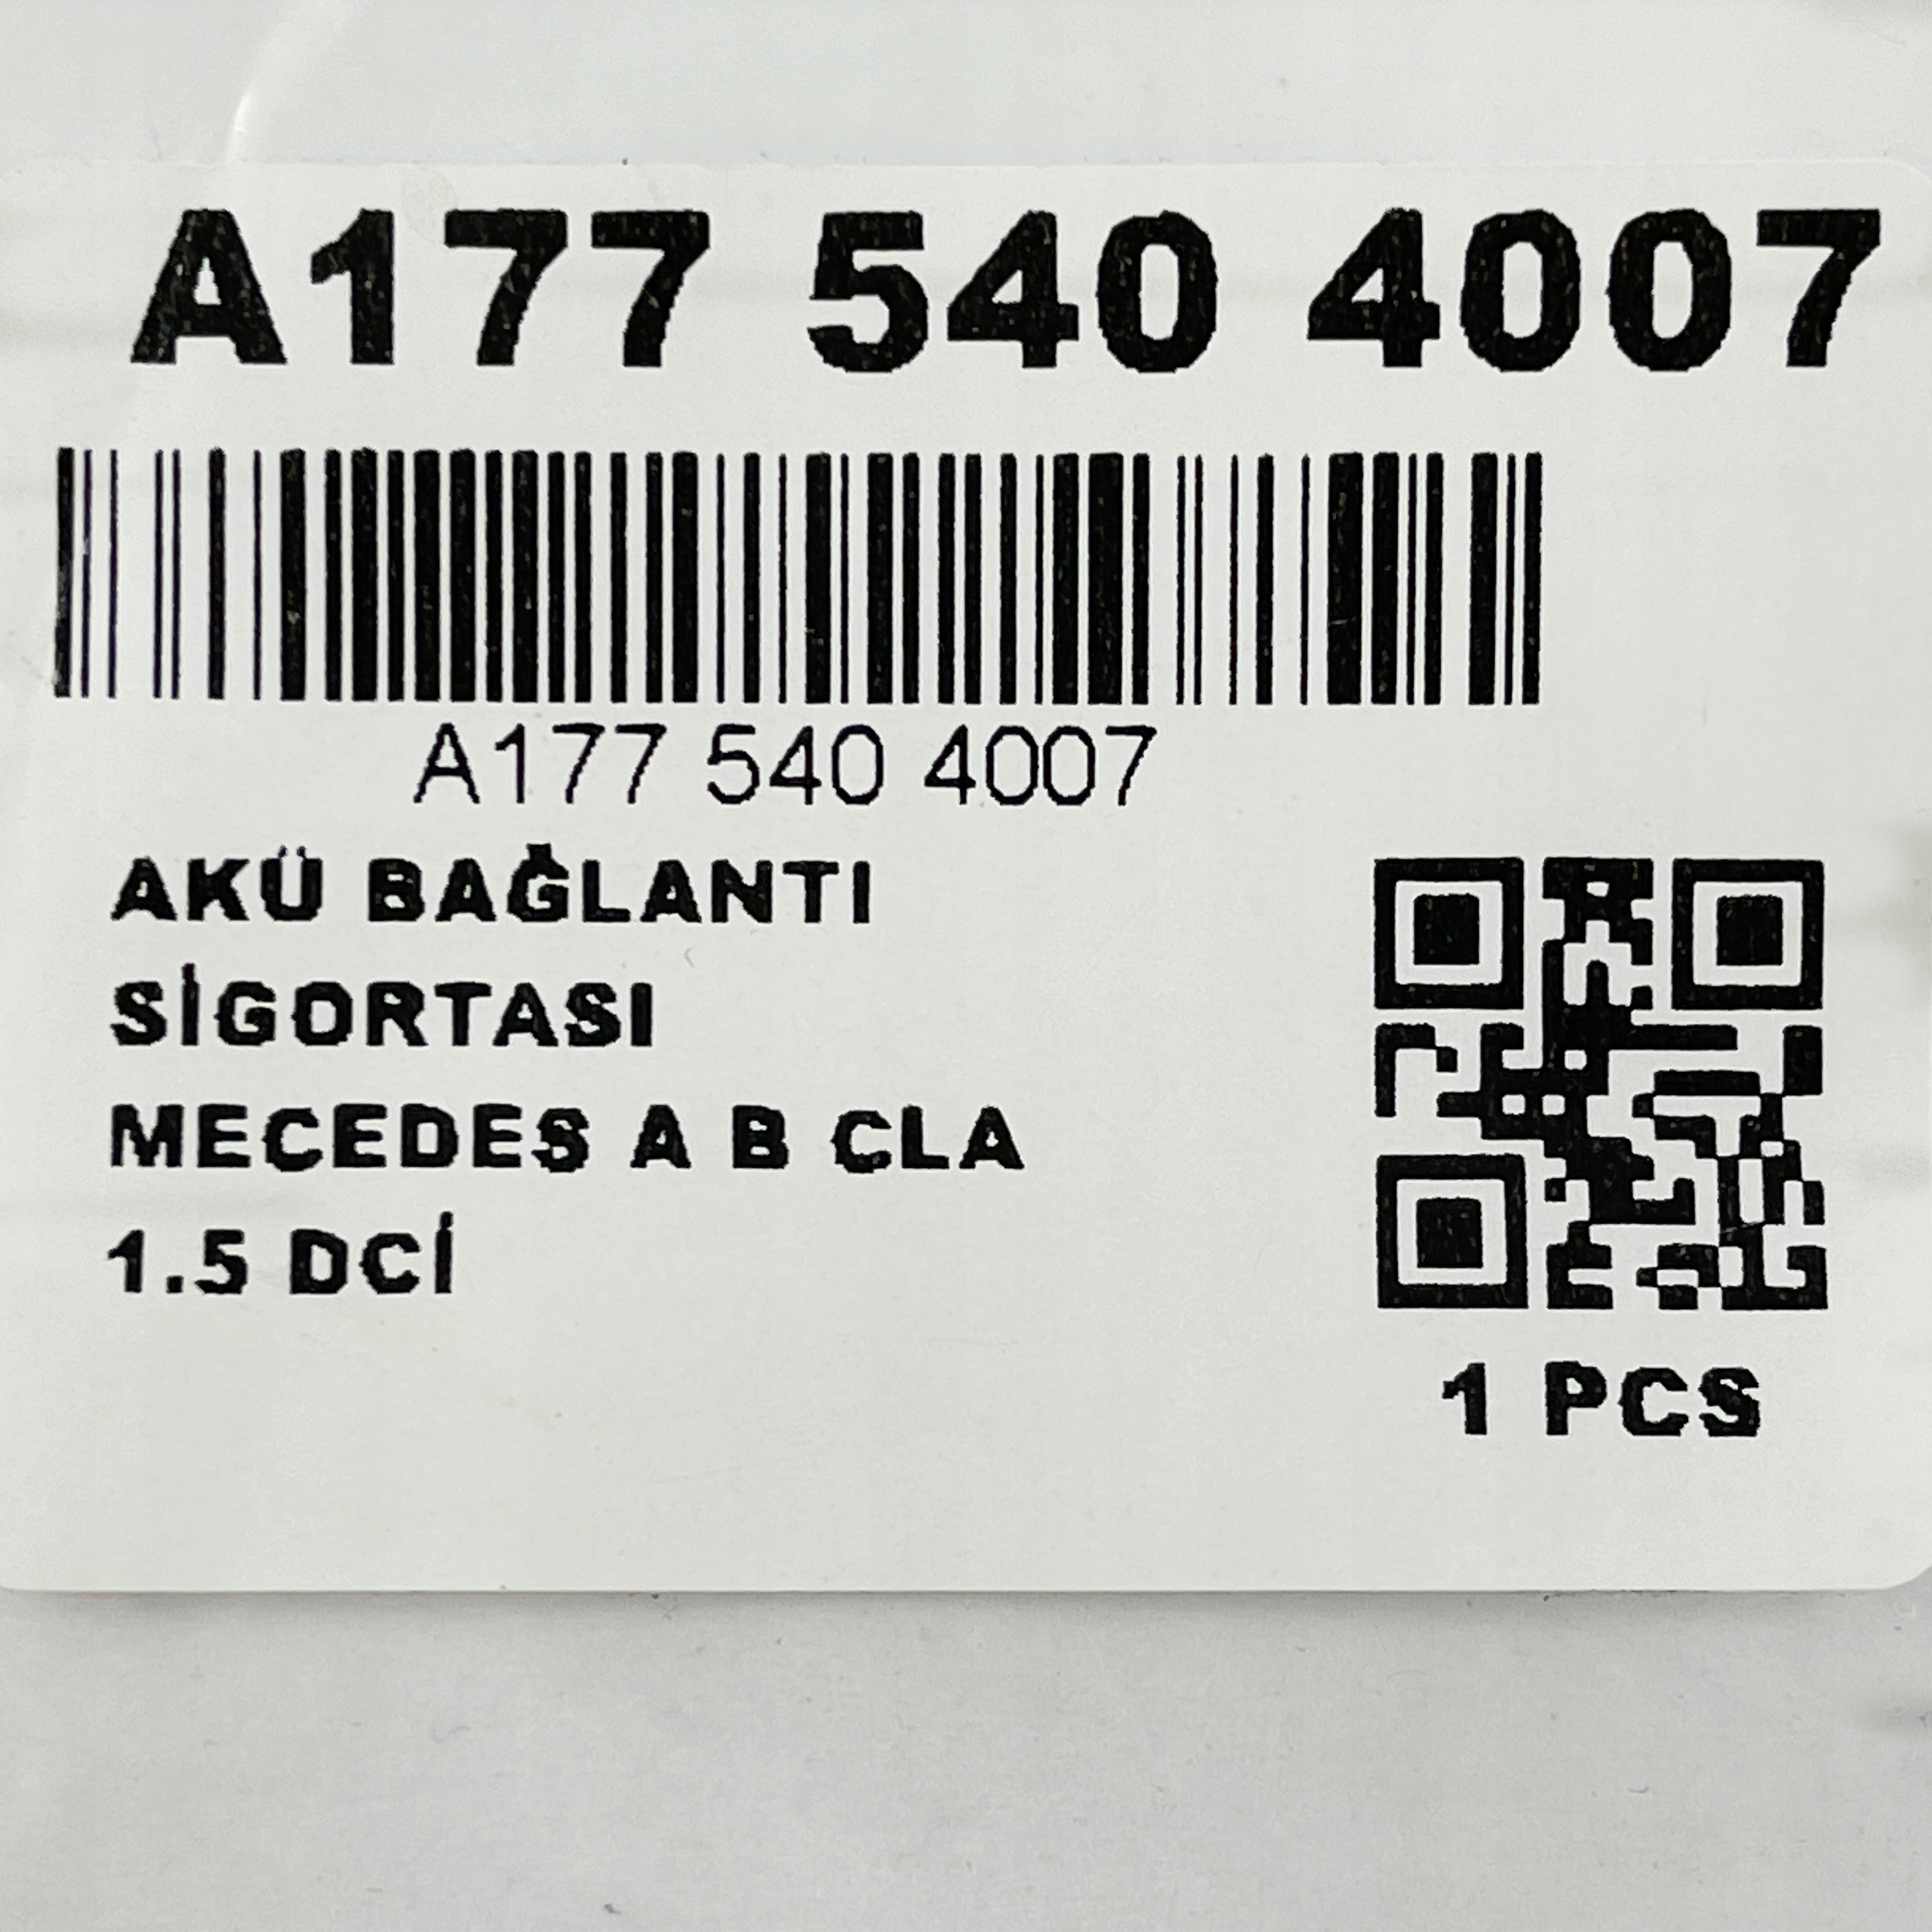 A177 540 4007
A177 540 4007
AKÜ BAĞLANTI
SİGORTASI
MECEDES A B CLA
1.5 DCİ
1 PCS